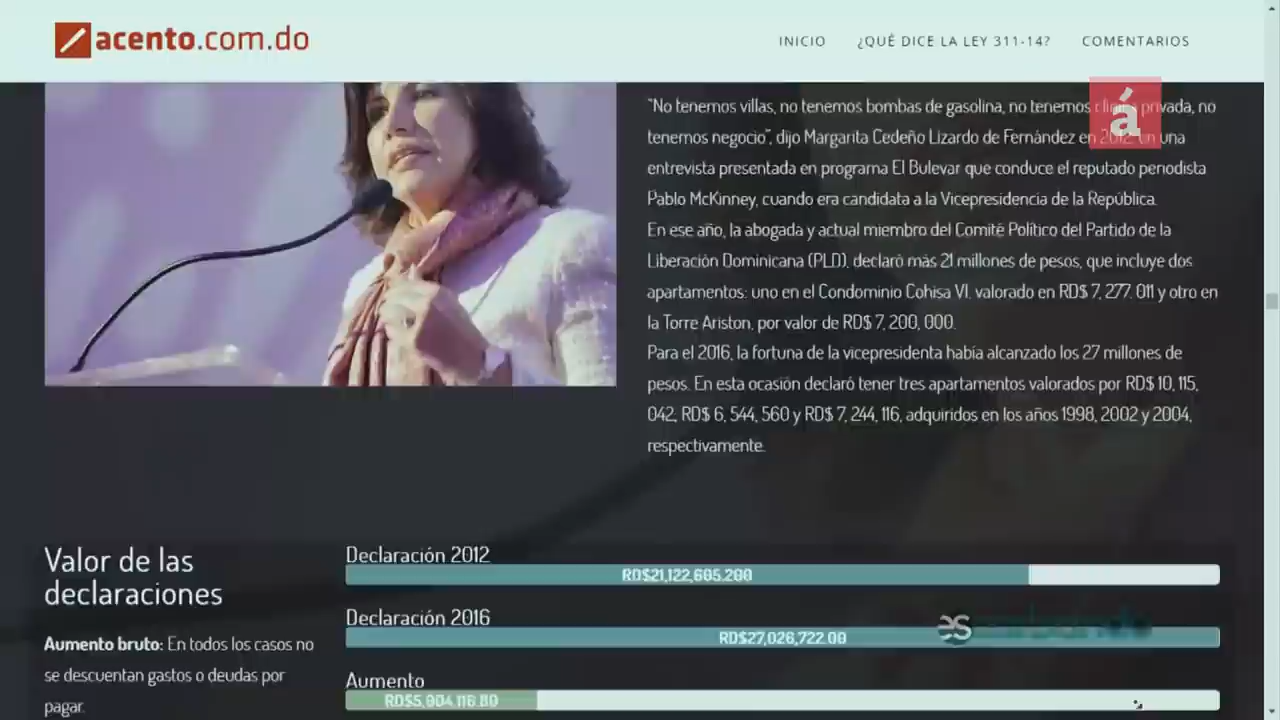 acento.com.do
INICIO
¿QUÉ DICE LA LEY 311-14?
COMENTARIOS
á
"No tenemos villas, no tenemos bombas de gasolina, no tenemos clínica privada, no
tenemos negocio", dijo Margarita Cedeño Lizardo de Fernández en 2012, en una
entrevista presentada en programa El Bulevar que conduce el reputado periodista
Pablo McKinney, cuando era candidata a la Vicepresidencia de la República.
En ese año, la abogada y actual miembro del Comité Político del Partido de la
Liberación Dominicana (PLD), declaró más 21 millones de pesos, que incluye dos
apartamentos: uno en el Condominio Cohisa VI, valorado en RD$ 7, 277. 011 y otro en
la Torre Ariston, por valor de RD$ 7, 200, 000.
Para el 2016, la fortuna de la vicepresidenta había alcanzado los 27 millones de
pesos. En esta ocasión declaró tener tres apartamentos valorados por RD$ 10, 115,
042, RD$ 6, 544, 560 y RD$ 7, 244, 116, adquiridos en los años 1998, 2002 y 2004,
respectivamente.
Valor de las
declaraciones
Aumento bruto: En todos los casos no
se descuentan gastos o deudas por
pagar.
Declaración 2012
RD$21,122,605.200
Declaración 2016
RD$27,026,722.00
Aumento
RD$5,904,116.80